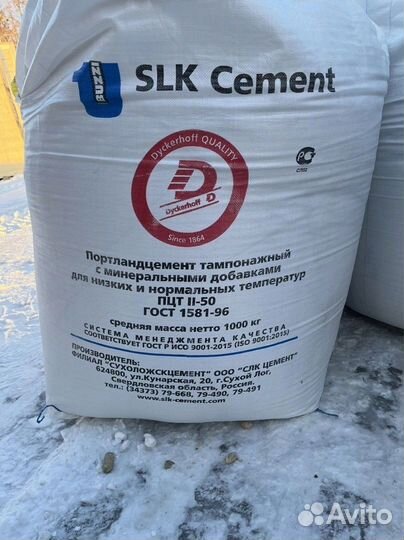 BUZZI
SLK Cement
Dyckerhoff QUALITY
Dyckerhoff
Since 1864
Портландцемент тампонажный
с минеральными добавками
для низких и нормальных температур
ПЦТ II-50
ГОСТ 1581-96
средняя масса нетто 1000 кг
СИСТЕМА МЕНЕДЖМЕНТА КАЧЕСТВА
СООТВЕТСТВУЕТ ГОСТ Р ИСО 9001-2015 (ISO 9001:2015)
ПРОИЗВОДИТЕЛЬ:
ФИЛИАЛ "СУХОЛОЖСКЦЕМЕНТ" ООО "СЛК ЦЕМЕНТ"
624800, ул.Кунарская, 20, г.Сухой Лог,
Свердловская область, Россия.
тел.: (34373) 79-668, 79-490, 79-491
www.slk-cement.com
Avito